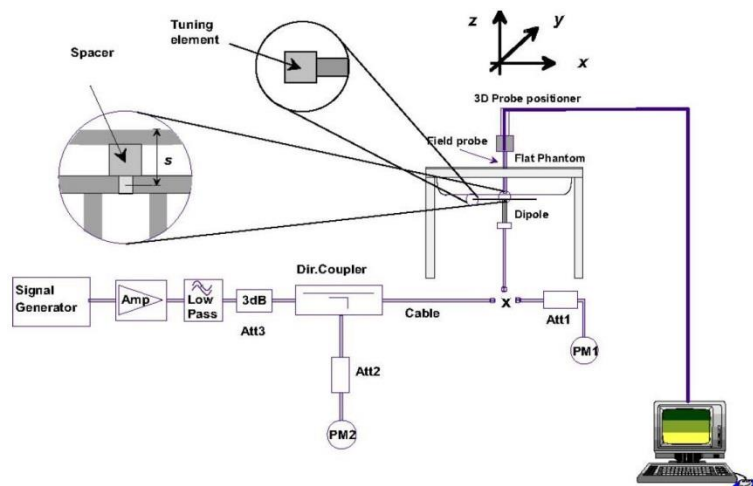 Tuning
element
Spacer
s
z
y
x
3D Probe positioner
Field probe
Flat Phantom
Dipole
Signal
Generator
Amp
Low
Pass
3dB
Att3
Dir.Coupler
Cable
x
Att1
PM1
Att2
PM2